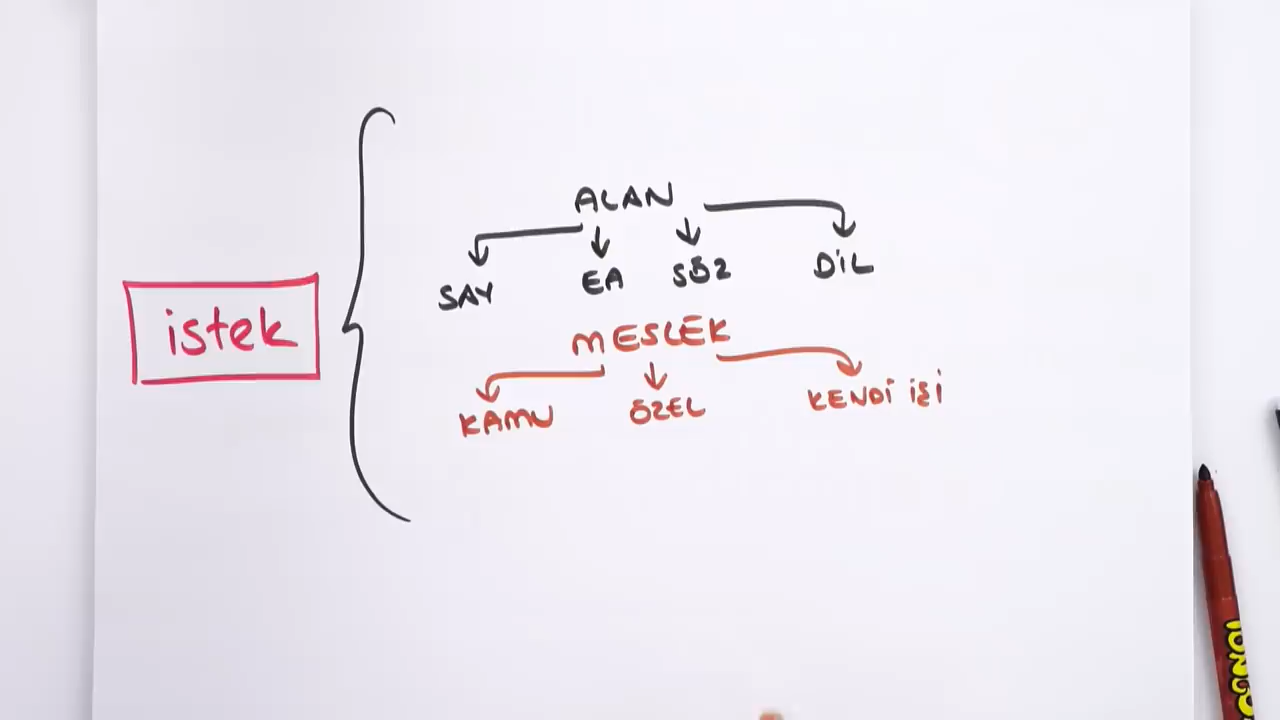 ALAN
SAY EA SÖZ DİL
istek
MESLEK
KAMU ÖZEL KENDİ İŞİ